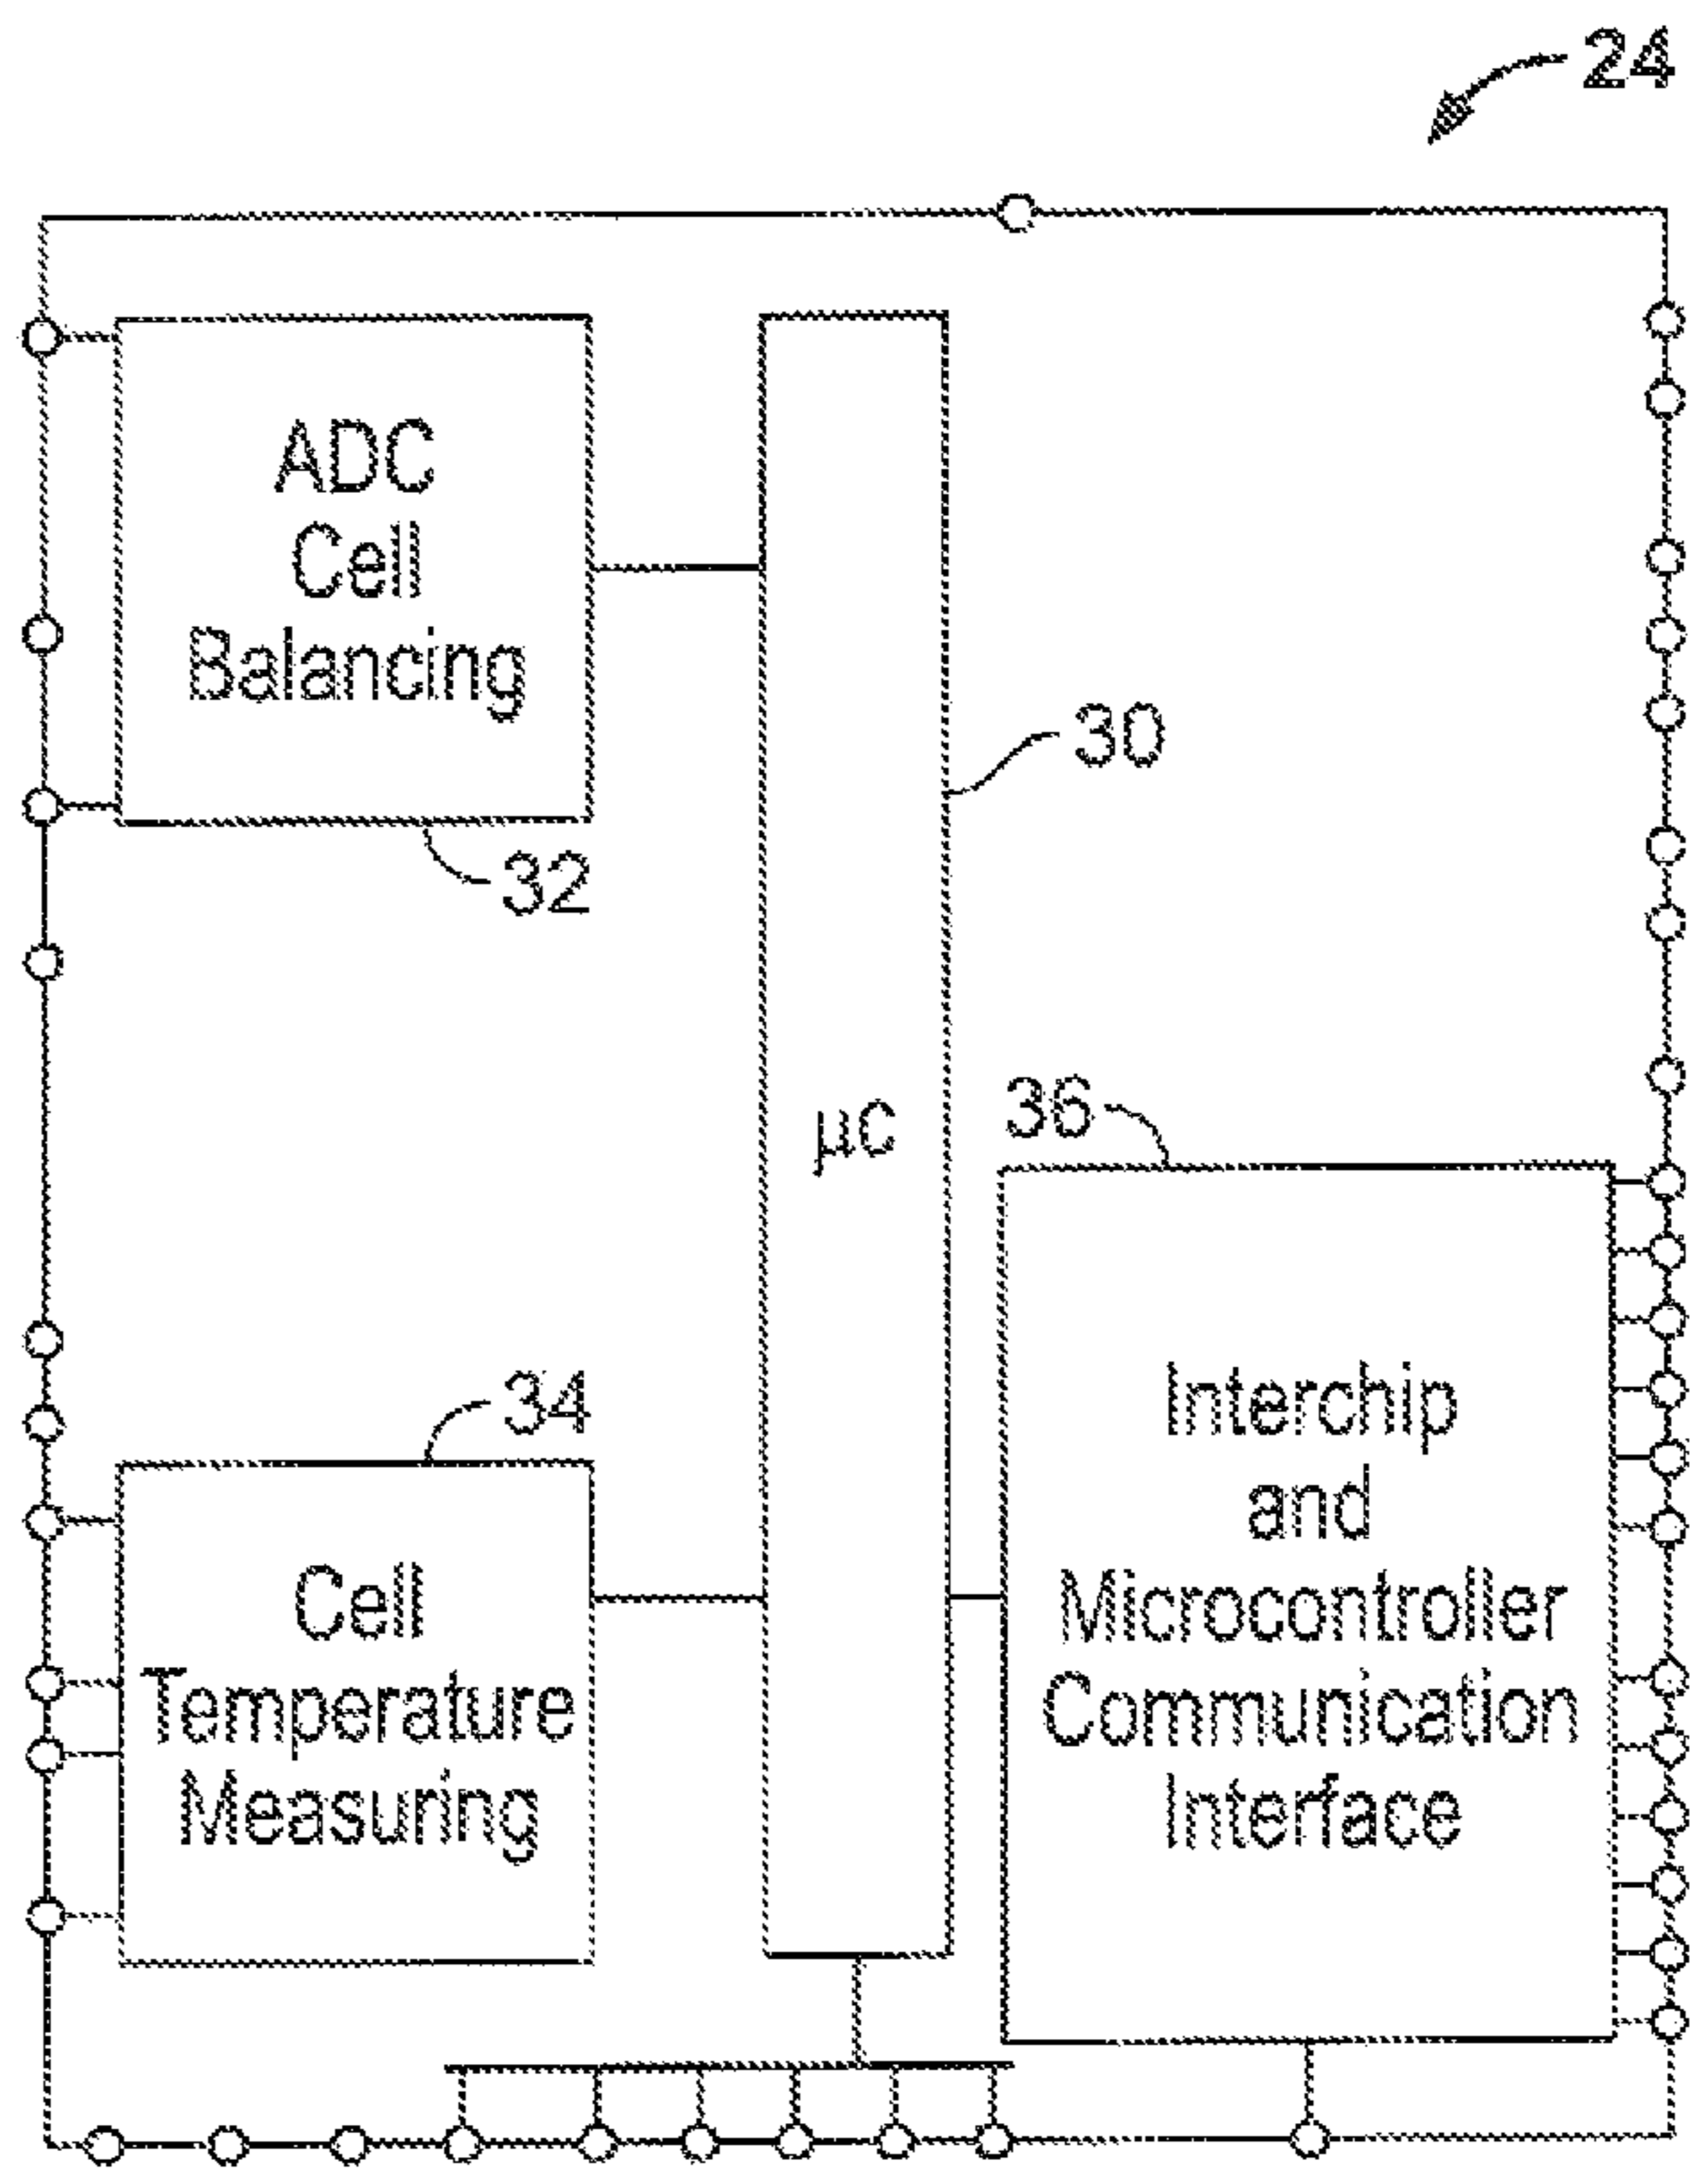 24
ADC
Cell
Balancing
30
32
µc
36
34
Interchip
and
Microcontroller
Communication
Interface
Cell
Temperature
Measuring